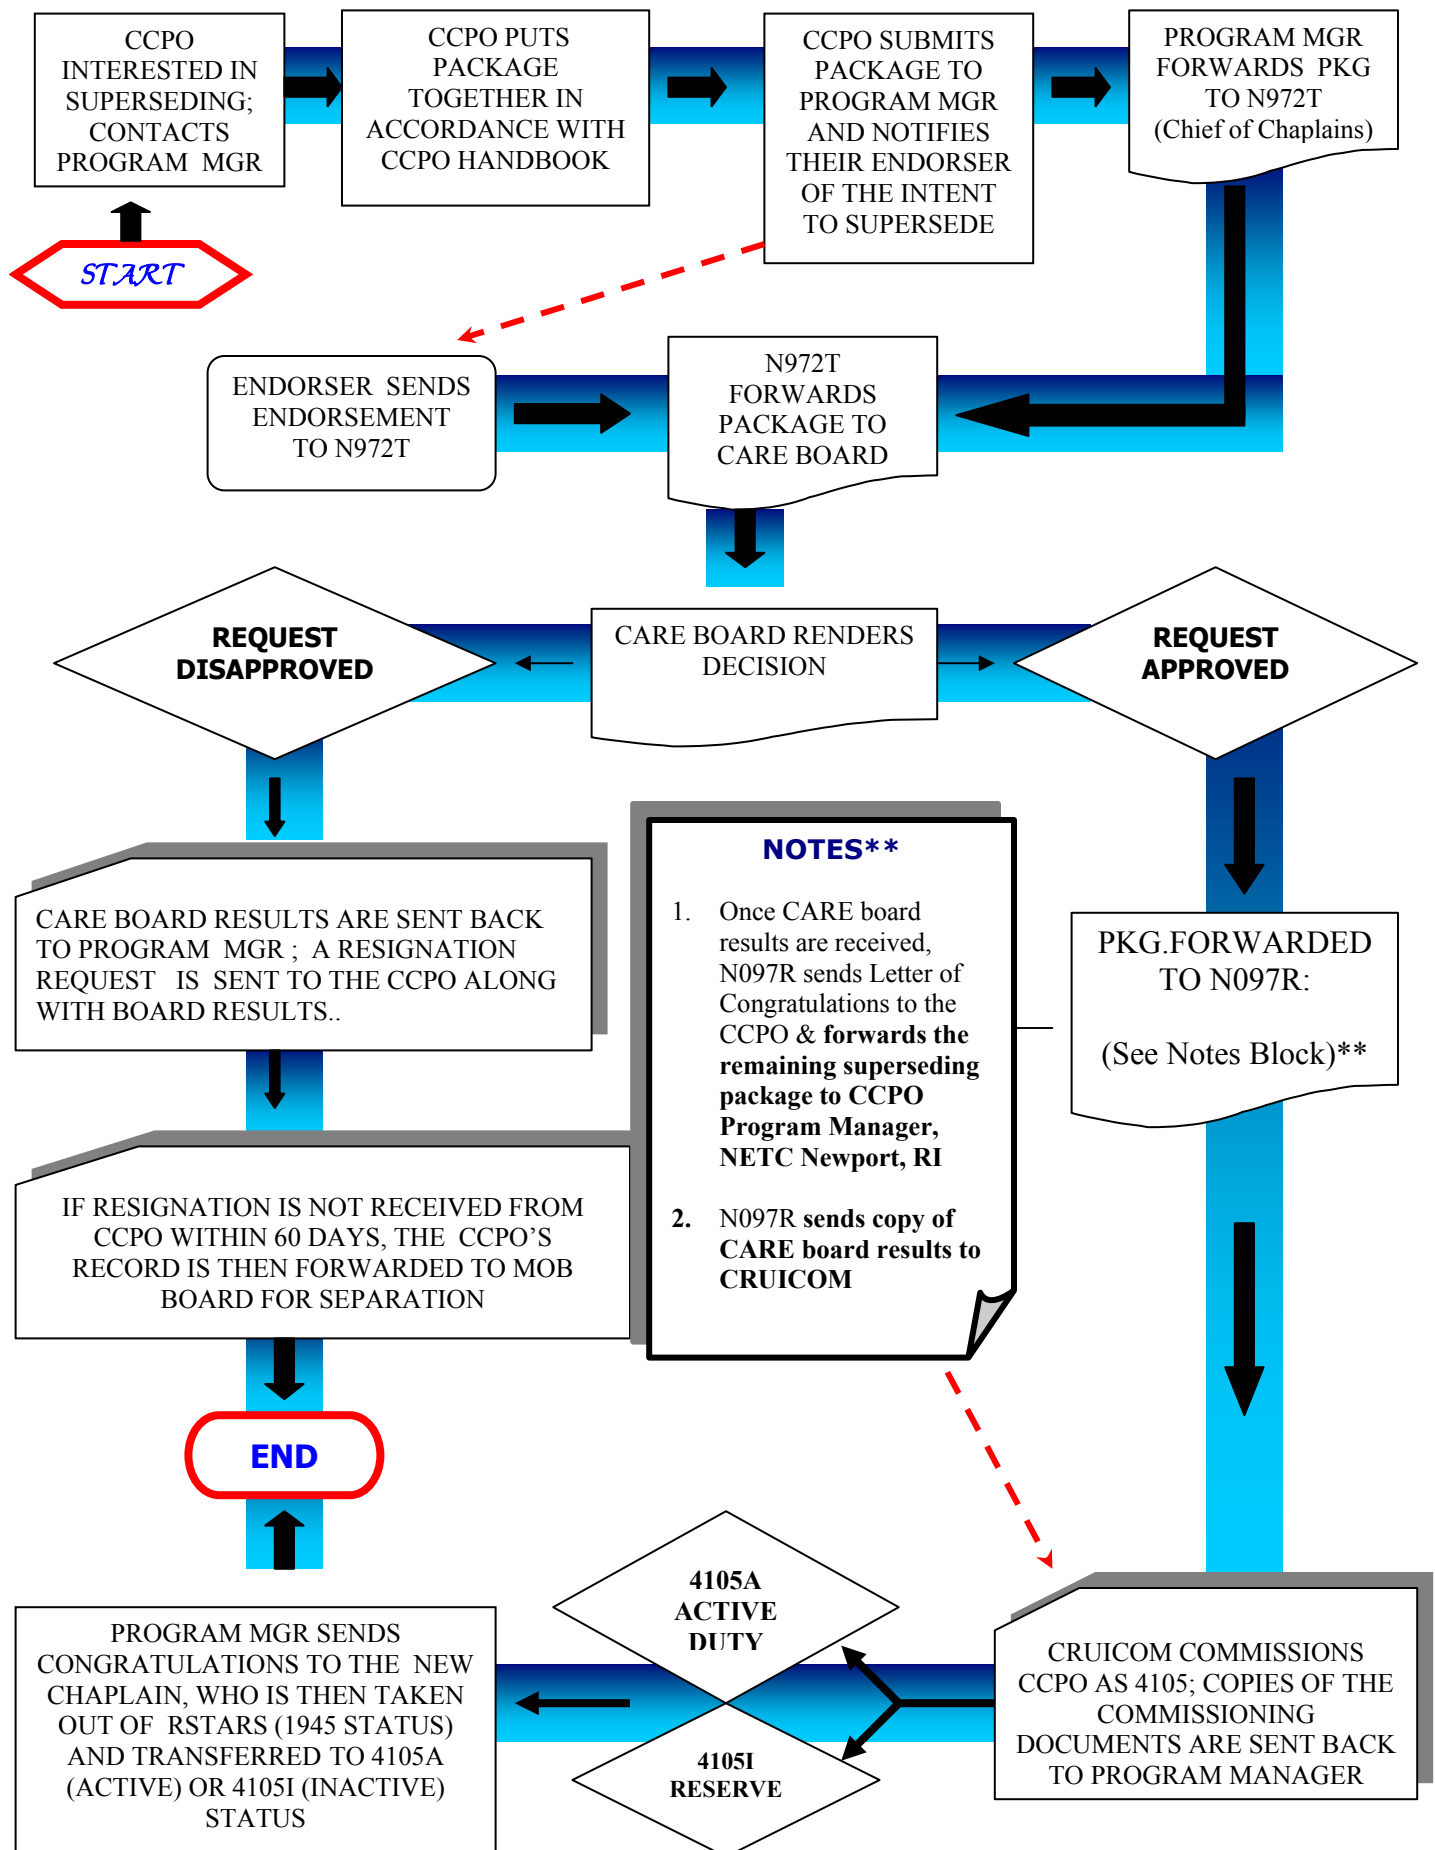 CCPO
INTERESTED IN
SUPERSEDING;
CONTACTS
PROGRAM MGR
CCPO PUTS
PACKAGE
TOGETHER IN
ACCORDANCE WITH
CCPO HANDBOOK
CCPO SUBMITS
PACKAGE TO
PROGRAM MGR
AND NOTIFIES
THEIR ENDORSER
OF THE INTENT
TO SUPERSEDE
PROGRAM MGR
FORWARDS PKG
TO N972T
(Chief of Chaplains)
START
ENDORSER SENDS
ENDORSEMENT
TO N972T
N972T
FORWARDS
PACKAGE TO
CARE BOARD
REQUEST
DISAPPROVED
CARE BOARD RENDERS
DECISION
REQUEST
APPROVED
CARE BOARD RESULTS ARE SENT BACK
TO PROGRAM MGR ; A RESIGNATION
REQUEST IS SENT TO THE CCPO ALONG
WITH BOARD RESULTS..
NOTES**
1. Once CARE board
results are received,
N097R sends Letter of
Congratulations to the
CCPO & forwards the
remaining superseding
package to CCPO
Program Manager,
NETC Newport, RI
2. N097R sends copy of
CARE board results to
CRUICOM
PKG.FORWARDED
TO N097R:
(See Notes Block)**
IF RESIGNATION IS NOT RECEIVED FROM
CCPO WITHIN 60 DAYS, THE CCPO'S
RECORD IS THEN FORWARDED TO MOB
BOARD FOR SEPARATION
END
4105A
ACTIVE
DUTY
4105I
RESERVE
CRUICOM COMMISSIONS
CCPO AS 4105; COPIES OF THE
COMMISSIONING
DOCUMENTS ARE SENT BACK
TO PROGRAM MANAGER
PROGRAM MGR SENDS
CONGRATULATIONS TO THE NEW
CHAPLAIN, WHO IS THEN TAKEN
OUT OF RSTARS (1945 STATUS)
AND TRANSFERRED TO 4105A
(ACTIVE) OR 4105I (INACTIVE)
STATUS